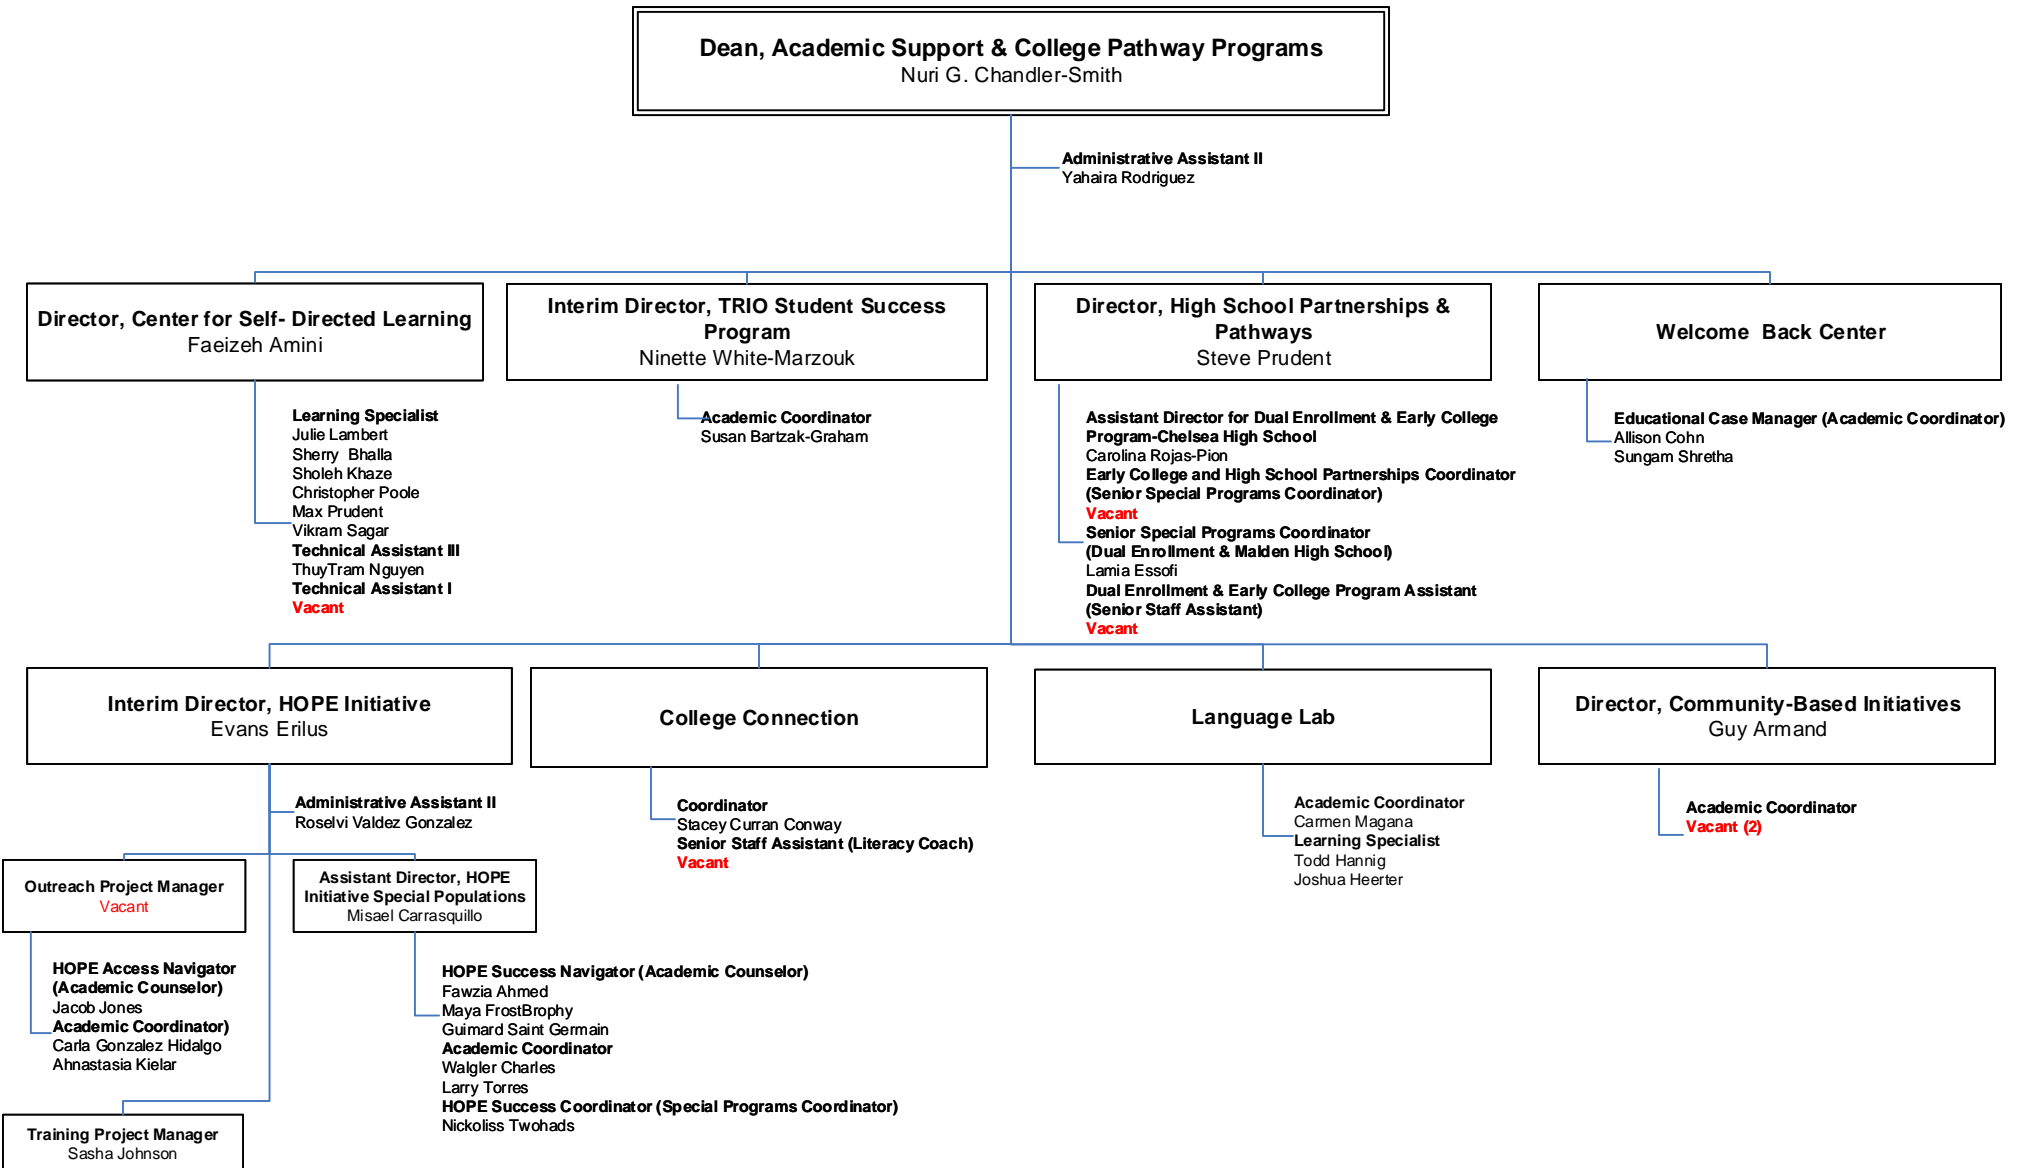 Dean, Academic Support & College Pathway Programs
Nuri G. Chandler-Smith
Administrative Assistant II
Yahaira Rodriguez
Director, Center for Self- Directed Learning
Faeizeh Amini
Learning Specialist
Julie Lambert
Sherry  Bhalla
Sholeh Khaze
Christopher Poole
Max Prudent
Vikram Sagar
Technical Assistant III
ThuyTram Nguyen
Technical Assistant I
Vacant
Interim Director, TRIO Student Success
Program
Ninette White-Marzouk
Academic Coordinator
Susan Bartzak-Graham
Director, High School Partnerships &
Pathways
Steve Prudent
Assistant Director for Dual Enrollment & Early College
Program-Chelsea High School
Carolina Rojas-Pion
Early College and High School Partnerships Coordinator
(Senior Special Programs Coordinator)
Vacant
Senior Special Programs Coordinator
(Dual Enrollment & Malden High School)
Lamia Essofi
Dual Enrollment & Early College Program Assistant
(Senior Staff Assistant)
Vacant
Welcome  Back Center
Educational Case Manager (Academic Coordinator)
Allison Cohn
Sungam Shretha
Interim Director, HOPE Initiative
Evans Erilus
Administrative Assistant II
Roselvi Valdez Gonzalez
Outreach Project Manager
Vacant
HOPE Access Navigator
(Academic Counselor)
Jacob Jones
Academic Coordinator)
Carla Gonzalez Hidalgo
Ahnastasia Kielar
Assistant Director, HOPE
Initiative Special Populations
Misael Carrasquillo
HOPE Success Navigator (Academic Counselor)
Fawzia Ahmed
Maya FrostBrophy
Guimard Saint Germain
Academic Coordinator
Walgler Charles
Larry Torres
HOPE Success Coordinator (Special Programs Coordinator)
Nickoliss Twohads
Training Project Manager
Sasha Johnson
College Connection
Coordinator
Stacey Curran Conway
Senior Staff Assistant (Literacy Coach)
Vacant
Language Lab
Academic Coordinator
Carmen Magana
Learning Specialist
Todd Hannig
Joshua Heerter
Director, Community-Based Initiatives
Guy Armand
Academic Coordinator
Vacant (2)